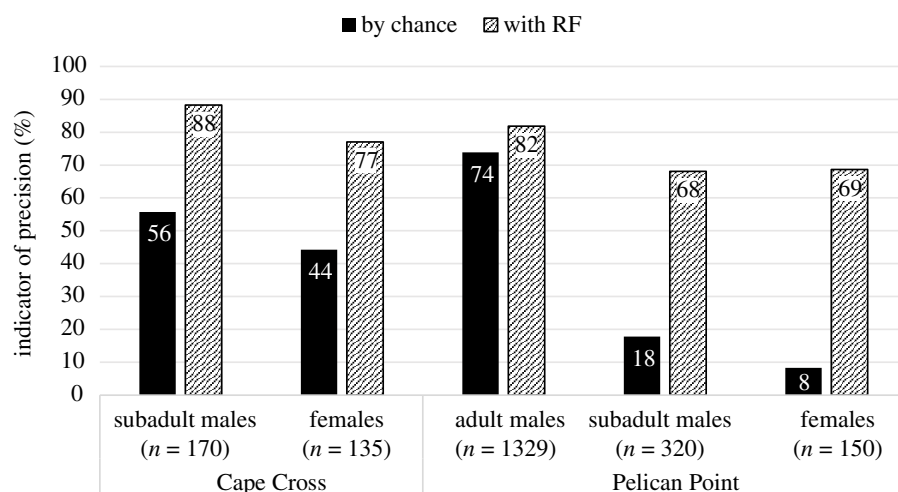 by chance with RF
indicator of precision (%)
100
90
80
70
60
50
40
30
20
10
0
56 88 44 77 74 82 18 68 8 69
subadult males females adult males subadult males females
(n = 170) (n = 135) (n = 1329) (n = 320) (n = 150)
Cape Cross Pelican Point